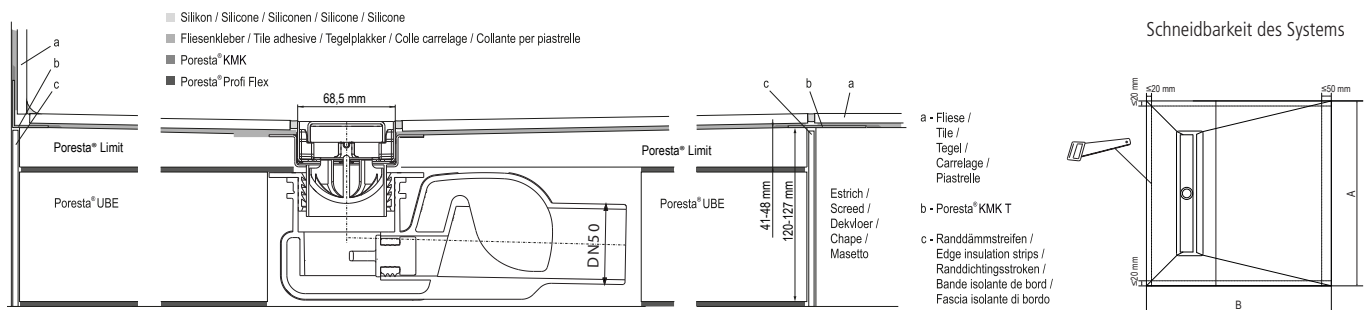 Silikon / Silicone / Siliconen / Silicone / Silicone
Fliesenkleber / Tile adhesive / Tegelplakker / Colle carrelage / Collante per piastrelle
Poresta® KMK
Poresta® Profi Flex
a
b
c
68,5 mm
c
b
a
Poresta® Limit
Poresta® UBE
Poresta® Limit
Poresta® UBE
DN50
41-48 mm
120-127 mm
Estrich /
Screed /
Dekvloer /
Chape /
Masetto
a - Fliese /
Tile /
Tegel /
Carrelage /
Piastrelle
b - Poresta® KMK T
c - Randdämmstreifen /
Edge insulation strips /
Randdichtingsstroken /
Bande isolante de bord /
Fascia isolante di bordo
Schneidbarkeit des Systems
≤20 mm
≤20 mm
≤50 mm
A
≤20 mm
B